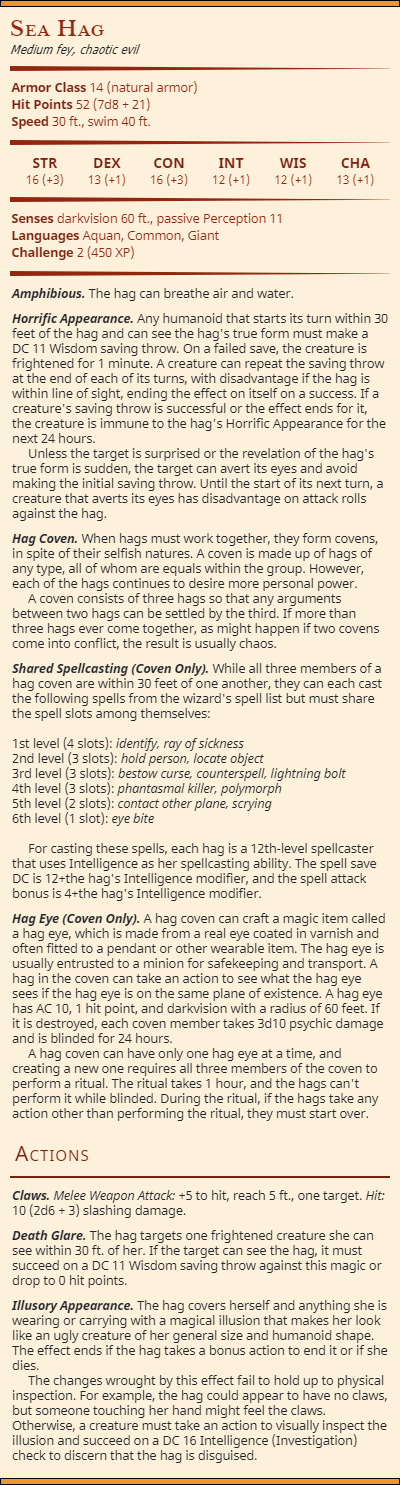 Sea Hag
Medium fey, chaotic evil
Armor Class 14 (natural armor)
Hit Points 52 (7d8 + 21)
Speed 30 ft., swim 40 ft.
STR DEX CON INT WIS CHA
16 (+3) 13 (+1) 16 (+3) 12 (+1) 12 (+1) 13 (+1)
Senses darkvision 60 ft., passive Perception 11
Languages Aquan, Common, Giant
Challenge 2 (450 XP)
Amphibious. The hag can breathe air and water.
Horrific Appearance. Any humanoid that starts its turn within 30
feet of the hag and can see the hag's true form must make a
DC 11 Wisdom saving throw. On a failed save, the creature is
frightened for 1 minute. A creature can repeat the saving throw
at the end of each of its turns, with disadvantage if the hag is
within line of sight, ending the effect on itself on a success. If a
creature's saving throw is successful or the effect ends for it,
the creature is immune to the hag's Horrific Appearance for the
next 24 hours.
Unless the target is surprised or the revelation of the hag's
true form is sudden, the target can avert its eyes and avoid
making the initial saving throw. Until the start of its next turn, a
creature that averts its eyes has disadvantage on attack rolls
against the hag.
Hag Coven. When hags must work together, they form covens,
in spite of their selfish natures. A coven is made up of hags of
any type, all of whom are equals within the group. However,
each of the hags continues to desire more personal power.
A coven consists of three hags so that any arguments
between two hags can be settled by the third. If more than
three hags ever come together, as might happen if two covens
come into conflict, the result is usually chaos.
Shared Spellcasting (Coven Only). While all three members of a
hag coven are within 30 feet of one another, they can each cast
the following spells from the wizard's spell list but must share
the spell slots among themselves:
1st level (4 slots): identify, ray of sickness
2nd level (3 slots): hold person, locate object
3rd level (3 slots): bestow curse, counterspell, lightning bolt
4th level (3 slots): phantasmal killer, polymorph
5th level (2 slots): contact other plane, scrying
6th level (1 slot): eye bite
For casting these spells, each hag is a 12th-level spellcaster
that uses Intelligence as her spellcasting ability. The spell save
DC is 12+the hag's Intelligence modifier, and the spell attack
bonus is 4+the hag's Intelligence modifier.
Hag Eye (Coven Only). A hag coven can craft a magic item called
a hag eye, which is made from a real eye coated in varnish and
often fitted to a pendant or other wearable item. The hag eye is
usually entrusted to a minion for safekeeping and transport. A
hag in the coven can take an action to see what the hag eye
sees if the hag eye is on the same plane of existence. A hag eye
has AC 10, 1 hit point, and darkvision with a radius of 60 feet. If
it is destroyed, each coven member takes 3d10 psychic damage
and is blinded for 24 hours.
A hag coven can have only one hag eye at a time, and
creating a new one requires all three members of the coven to
perform a ritual. The ritual takes 1 hour, and the hags can't
perform it while blinded. During the ritual, if the hags take any
action other than performing the ritual, they must start over.
Actions
Claws. Melee Weapon Attack: +5 to hit, reach 5 ft., one target. Hit:
10 (2d6 + 3) slashing damage.
Death Glare. The hag targets one frightened creature she can
see within 30 ft. of her. If the target can see the hag, it must
succeed on a DC 11 Wisdom saving throw against this magic or
drop to 0 hit points.
Illusory Appearance. The hag covers herself and anything she is
wearing or carrying with a magical illusion that makes her look
like an ugly creature of her general size and humanoid shape.
The effect ends if the hag takes a bonus action to end it or if she
dies.
The changes wrought by this effect fail to hold up to physical
inspection. For example, the hag could appear to have no claws,
but someone touching her hand might feel the claws.
Otherwise, a creature must take an action to visually inspect the
illusion and succeed on a DC 16 Intelligence (Investigation)
check to discern that the hag is disguised.